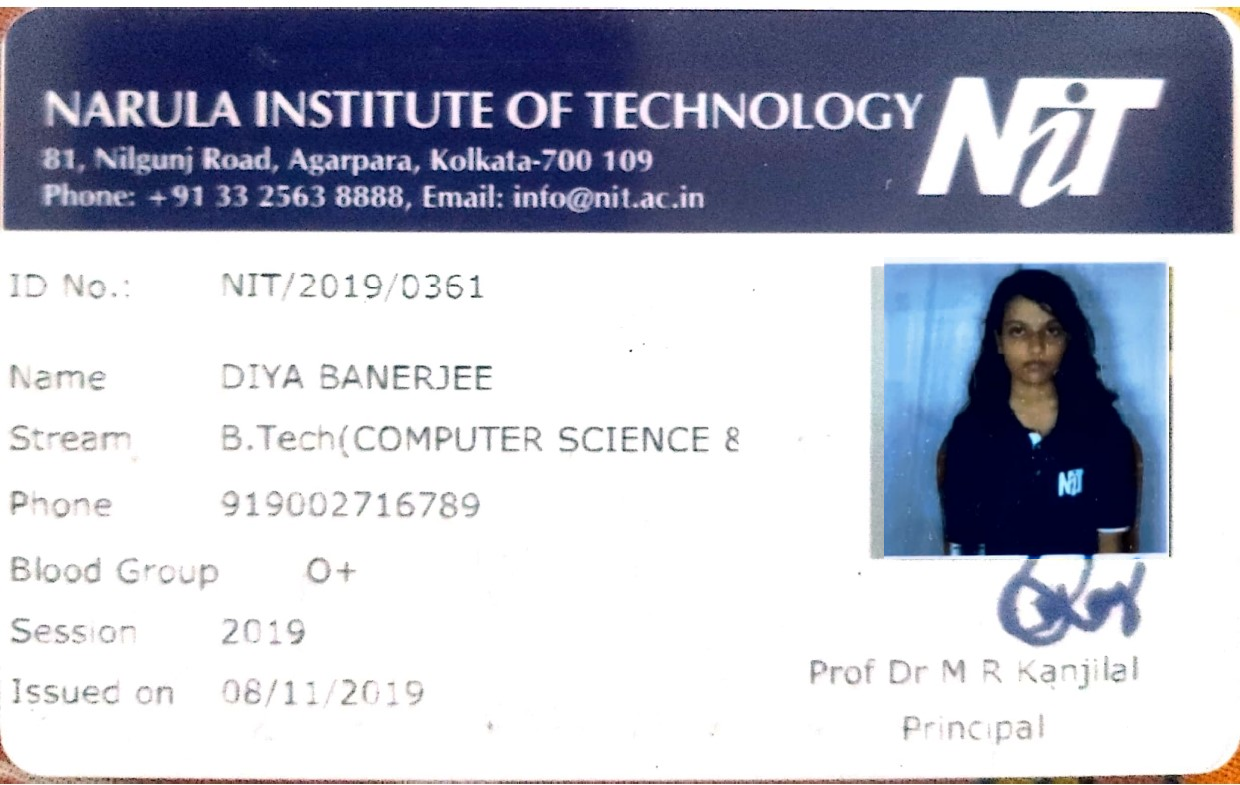 NARULA INSTITUTE OF TECHNOLOGY
NiT
81, Nilgunj Road, Agarpara, Kolkata-700 109
Phone: +91 33 2563 8888, Email: info@nit.ac.in
ID No.: NIT/2019/0361
Name DIYA BANERJEE
Stream B.Tech(COMPUTER SCIENCE &
NiT
Phone 919002716789
Blood Group O+
Session 2019
Issued on 08/11/2019
Prof Dr M R Kanjilal
Principal